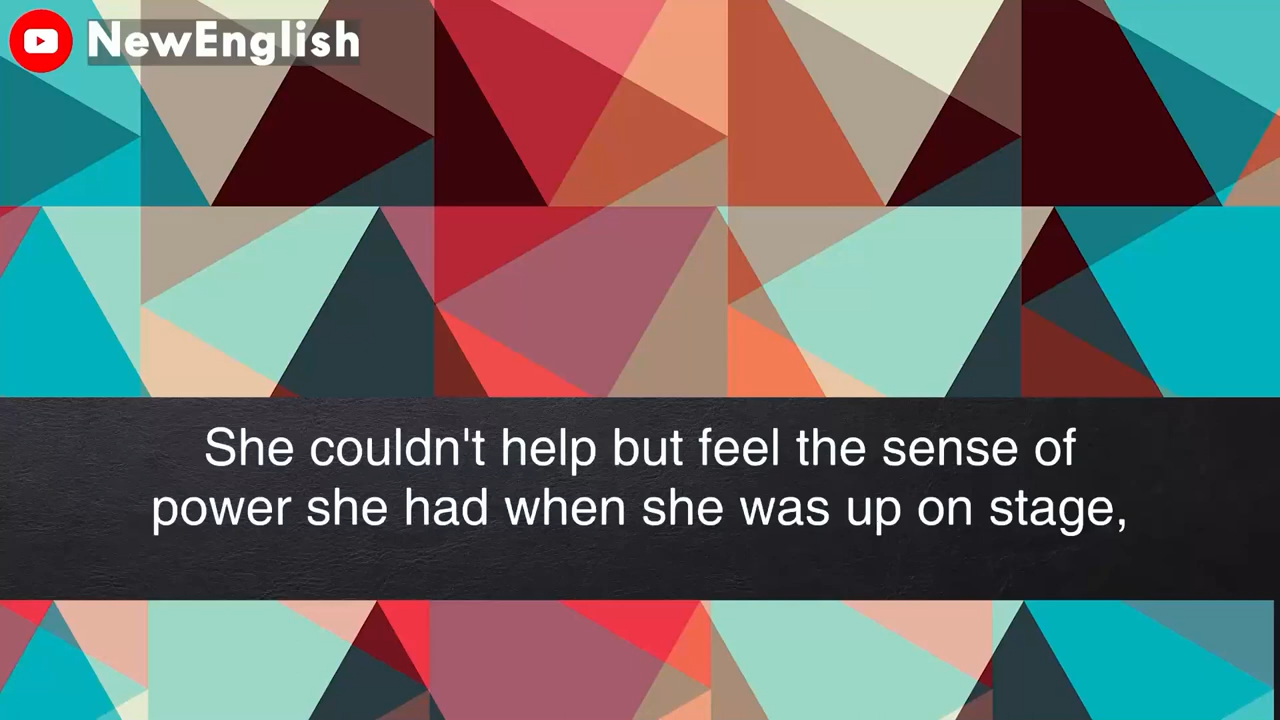 NewEnglish
She couldn't help but feel the sense of
power she had when she was up on stage,